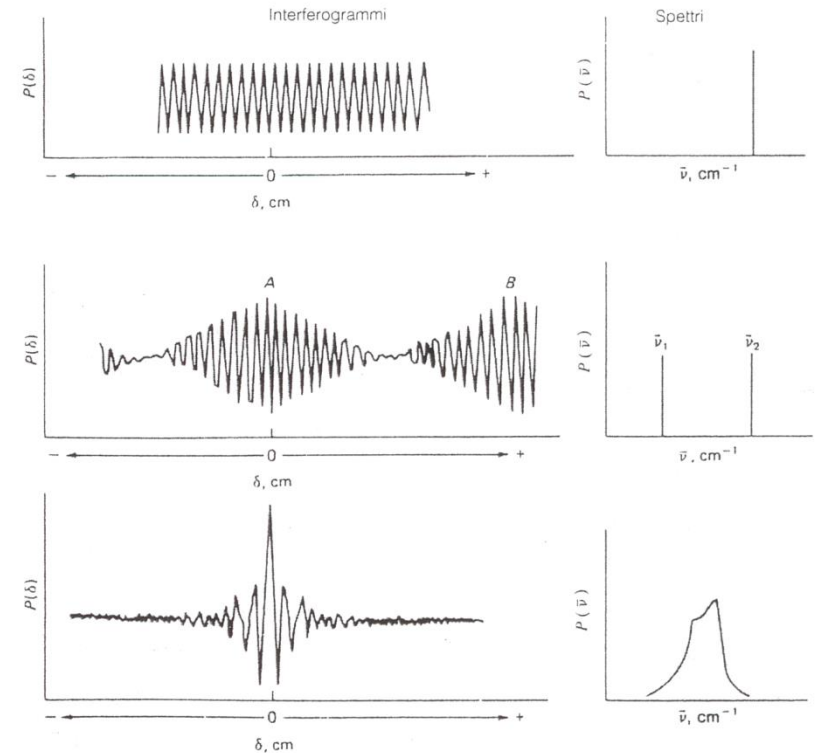 Interferogrammi
Spettri
P(δ)
− 0 +
δ, cm
P(ν̄)
ν̄, cm⁻¹
P(δ)
A
B
− 0 +
δ, cm
P(ν̄)
ν̄₁
ν̄₂
ν̄, cm⁻¹
P(δ)
− 0 +
δ, cm
P(ν̄)
ν̄, cm⁻¹